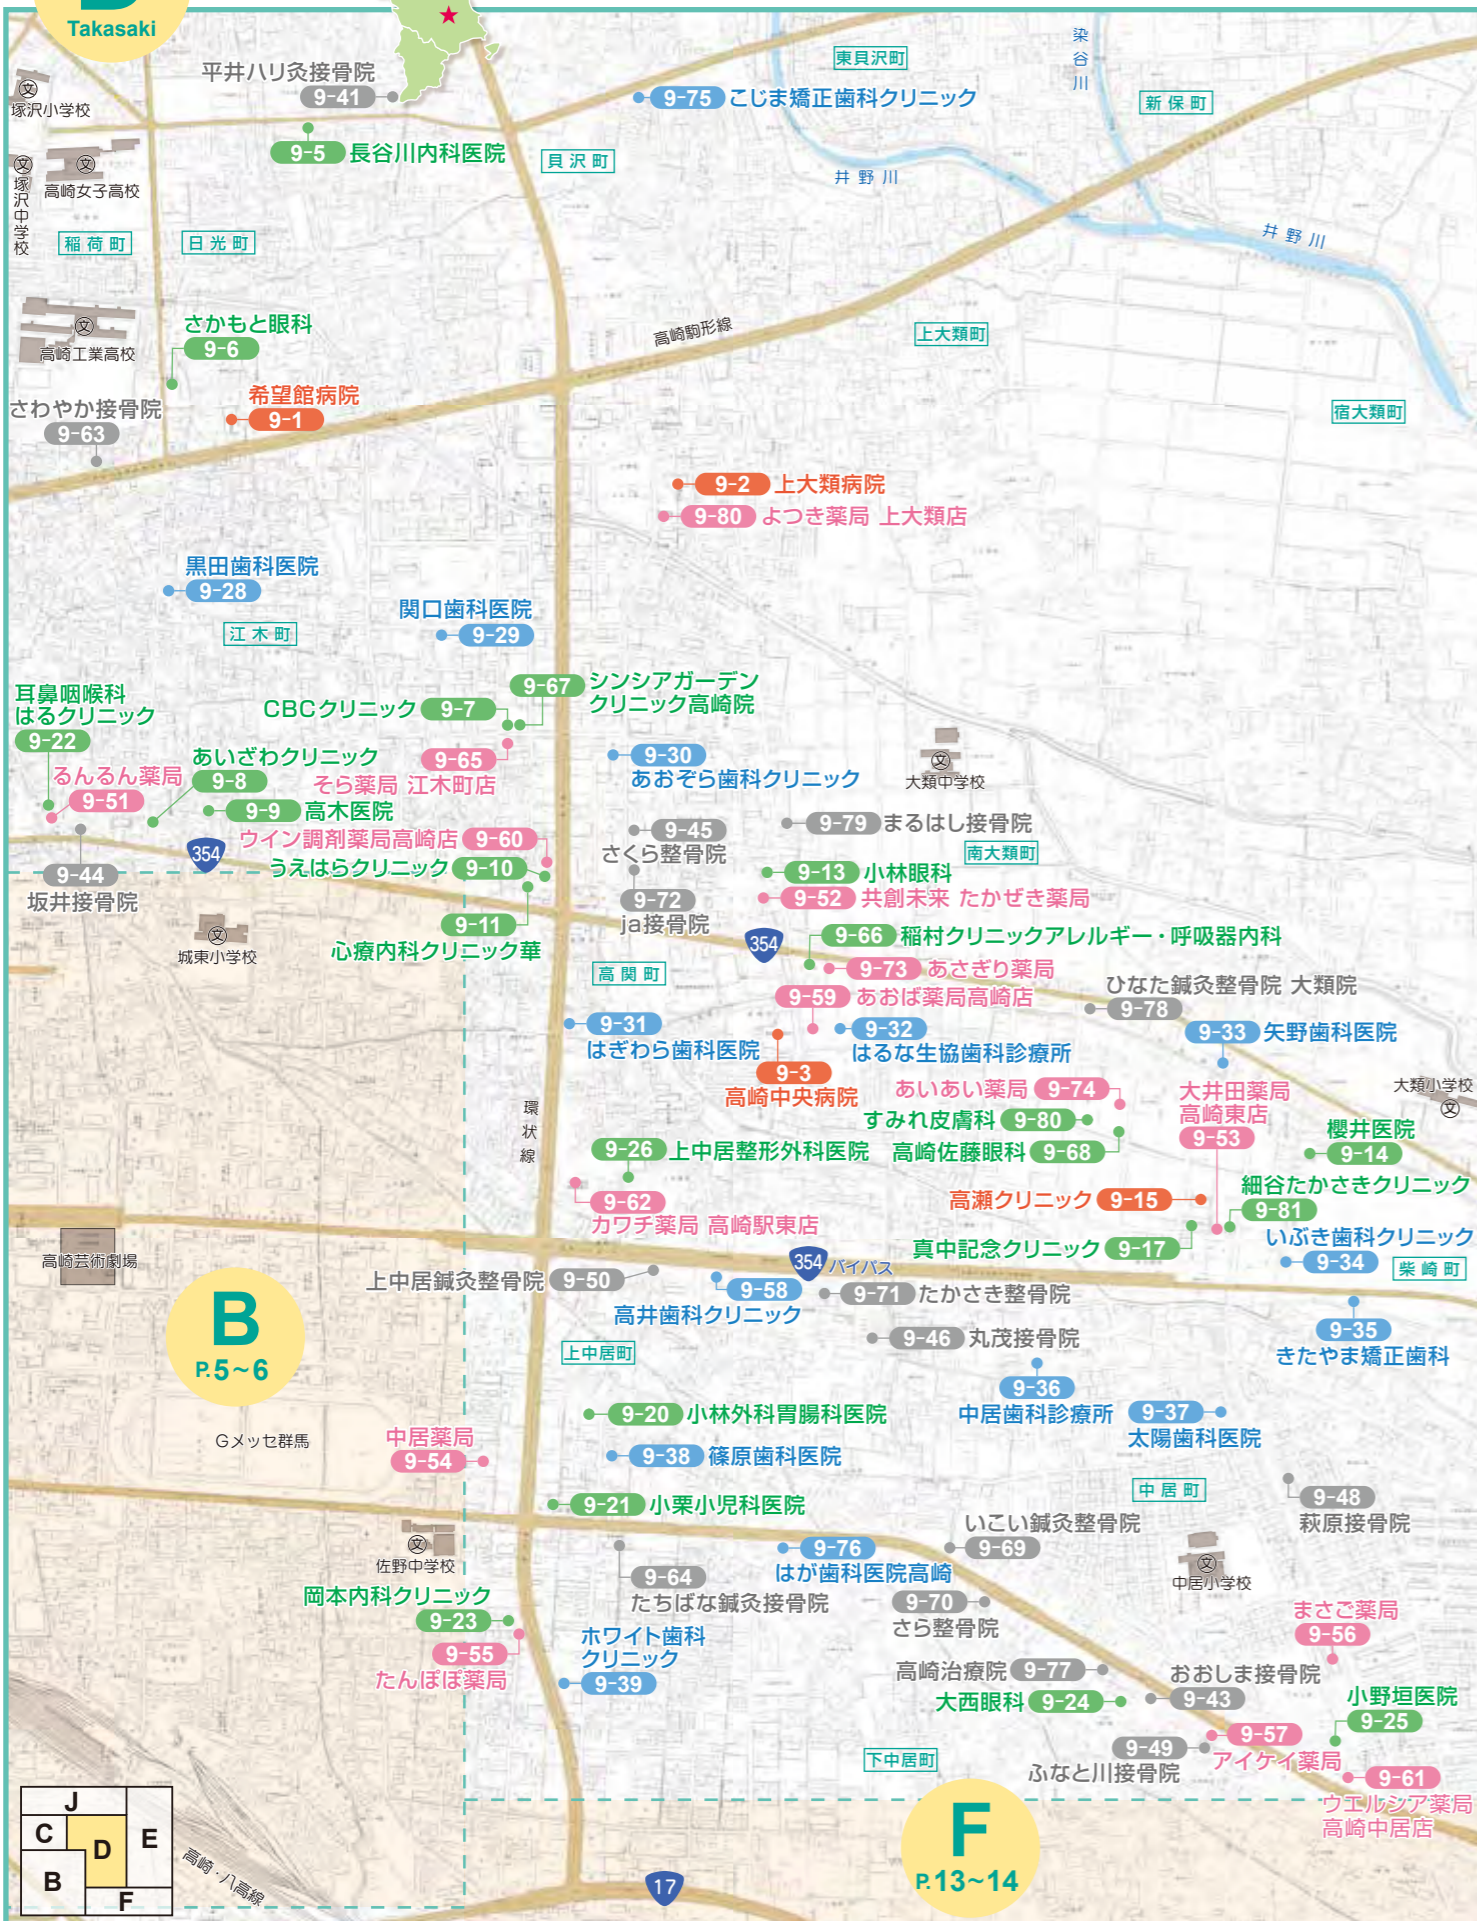 Takasaki
平井ハリ灸接骨院
9-41
塚沢小学校
9-75 こじま矯正歯科クリニック
東貝沢町
染谷川
新保町
9-5 長谷川内科医院
貝沢町
井野川
塚沢中学校
高崎女子高校
稲荷町
日光町
井野川
さかもと眼科
9-6
高崎工業高校
高崎駒形線
上大類町
希望館病院
9-1
さわやか接骨院
9-63
宿大類町
9-2 上大類病院
9-80 よつき薬局 上大類店
黒田歯科医院
9-28
関口歯科医院
9-29
江木町
耳鼻咽喉科
はるクリニック
9-22
CBCクリニック 9-7
9-67 シンシアガーデン
クリニック高崎院
9-65
そら薬局 江木町店
るんるん薬局
9-51
あいざわクリニック
9-8
9-9 高木医院
9-30
あおぞら歯科クリニック
大類中学校
ウイン調剤薬局高崎店 9-60
354
うえはらクリニック 9-10
9-44
坂井接骨院
9-11
心療内科クリニック華
城東小学校
9-45
さくら整骨院
9-79 まるはし接骨院
南大類町
9-13 小林眼科
9-72
ja接骨院
9-52 共創未来 たかぜき薬局
9-66 稲村クリニックアレルギー・呼吸器内科
354
9-73 あさぎり薬局
高関町
9-59 あおば薬局高崎店
ひなた鍼灸整骨院 大類院
9-78
9-31
はぎわら歯科医院
9-32
はるな生協歯科診療所
9-33 矢野歯科医院
9-3
高崎中央病院
あいあい薬局 9-74
大井田薬局
高崎東店
9-53
大類小学校
すみれ皮膚科 9-80
環状線
9-26 上中居整形外科医院
高崎佐藤眼科 9-68
櫻井医院
9-14
9-62
カワチ薬局 高崎駅東店
高瀬クリニック 9-15
細谷たかさきクリニック
9-81
真中記念クリニック 9-17
いぶき歯科クリニック
9-34
高崎芸術劇場
354 バイパス
柴崎町
上中居鍼灸整骨院 9-50
9-58
高井歯科クリニック
9-71 たかさき整骨院
B
P.5~6
9-46 丸茂接骨院
9-35
きたやま矯正歯科
上中居町
9-36
中居歯科診療所
9-37
太陽歯科医院
9-20 小林外科胃腸科医院
Gメッセ群馬
中居薬局
9-54
9-38 篠原歯科医院
中居町
9-48
萩原接骨院
9-21 小栗小児科医院
佐野中学校
いこい鍼灸整骨院
9-69
9-76
はが歯科医院高崎
中居小学校
9-64
たちばな鍼灸接骨院
9-70
さら整骨院
岡本内科クリニック
9-23
9-55
たんぽぽ薬局
ホワイト歯科
クリニック
9-39
まさご薬局
9-56
高崎治療院 9-77
おおしま接骨院
9-43
大西眼科 9-24
小野垣医院
9-25
9-57
アイケイ薬局
9-49
ふなと川接骨院
下中居町
9-61
ウエルシア薬局
高崎中居店
J
C
D
E
B
F
高崎・八高線
17
F
P.13~14